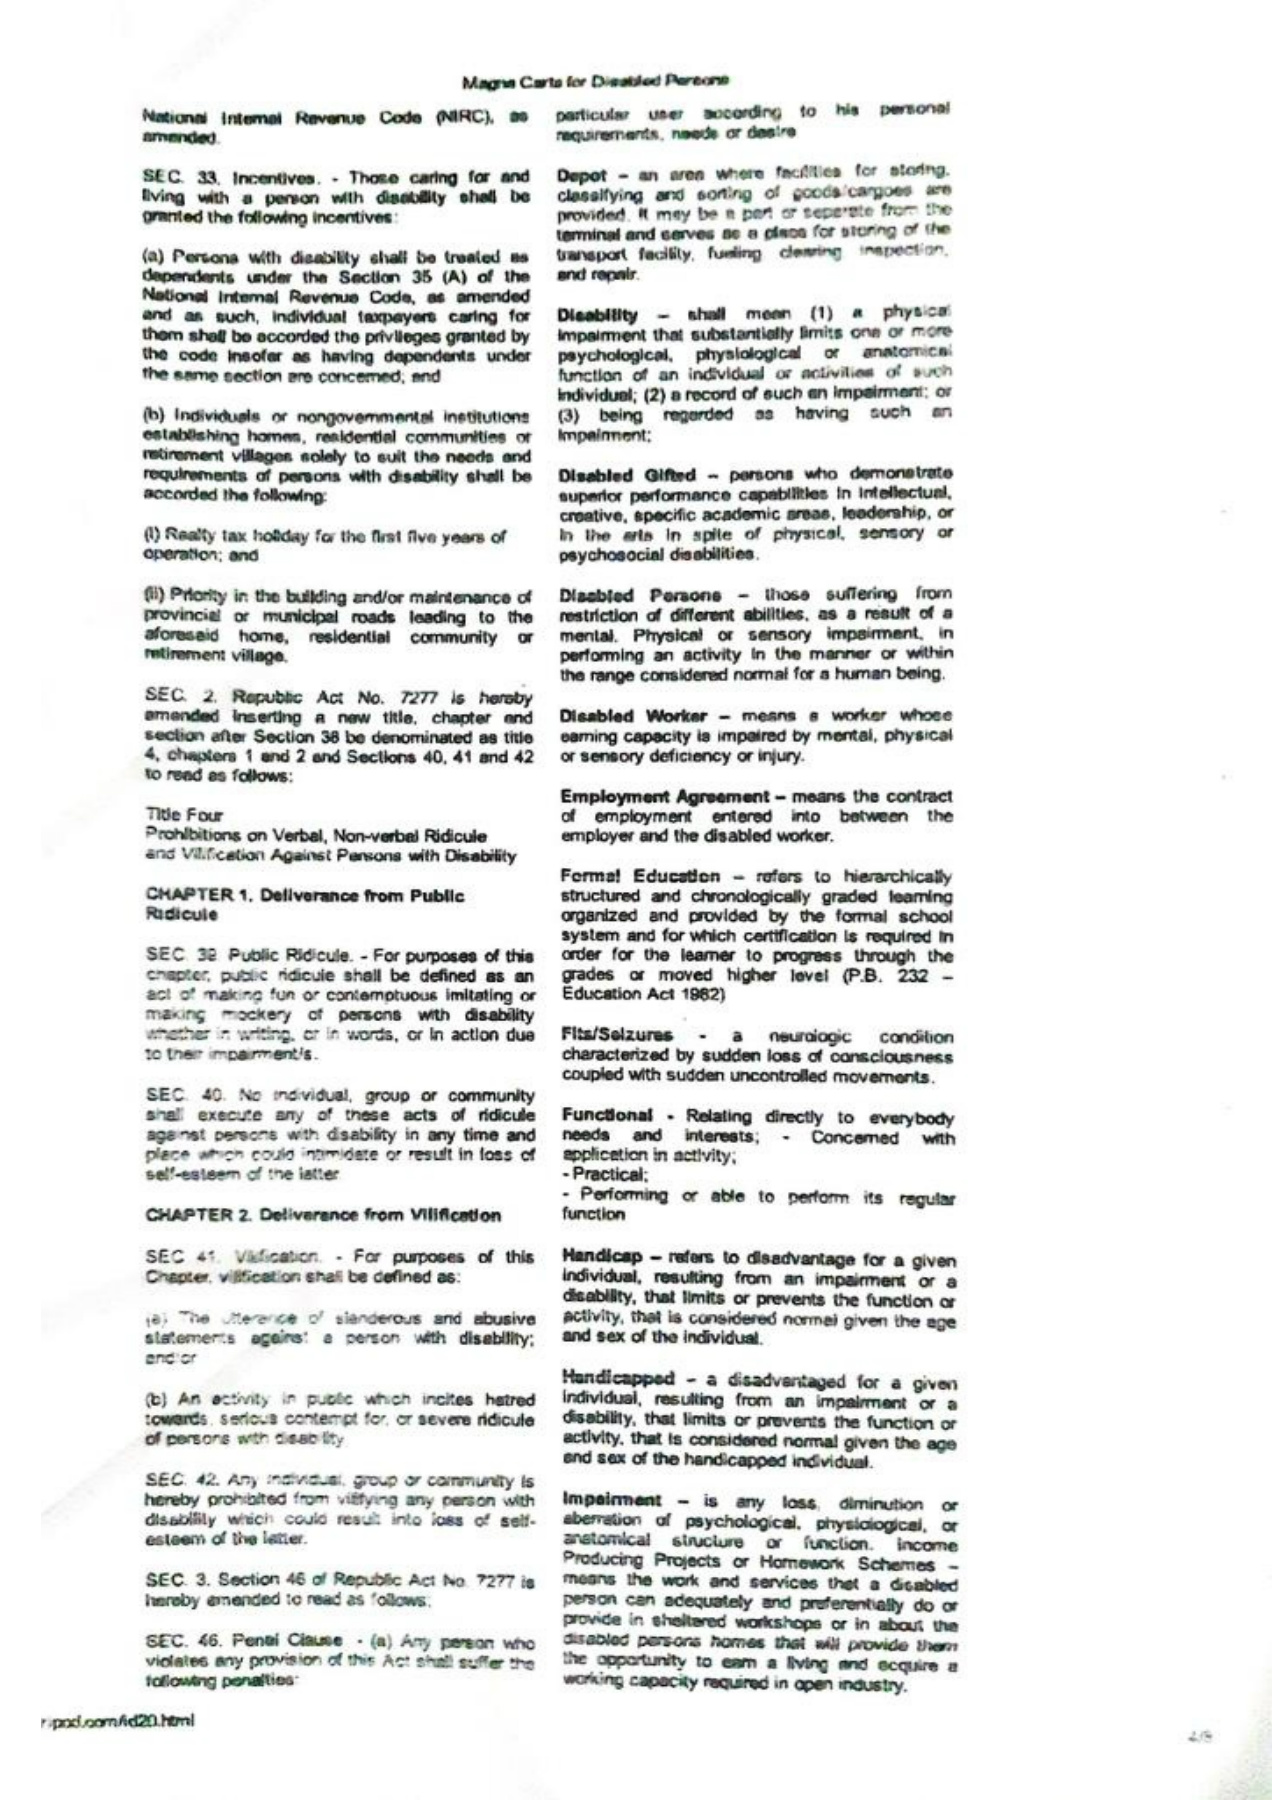 Magna Carta for Disabled Persons
National Internal Revenue Code (NIRC), as
amended.
SEC. 33. Incentives. - Those caring for and
living with a person with disability shall be
granted the following incentives:
(a) Persons with disability shall be treated as
dependents under the Section 35 (A) of the
National Internal Revenue Code, as amended
and as such, individual taxpayers caring for
them shall be accorded the privileges granted by
the code insofar as having dependents under
the same section are concerned; and
(b) Individuals or nongovernmental institutions
establishing homes, residential communities or
retirement villages solely to suit the needs and
requirements of persons with disability shall be
accorded the following:
(i) Realty tax holiday for the first five years of
operation; and
(ii) Priority in the building and/or maintenance of
provincial or municipal roads leading to the
aforesaid home, residential community or
retirement village.
SEC. 2. Republic Act No. 7277 is hereby
amended inserting a new title, chapter and
section after Section 38 be denominated as title
4, chapters 1 and 2 and Sections 40, 41 and 42
to read as follows:
Title Four
Prohibitions on Verbal, Non-verbal Ridicule
and Vilification Against Persons with Disability
CHAPTER 1. Deliverance from Public
Ridicule
SEC. 39. Public Ridicule. - For purposes of this
chapter, public ridicule shall be defined as an
act of making fun or contemptuous imitating or
making mockery of persons with disability
whether in writing, or in words, or in action due
to their impairment/s.
SEC. 40. No individual, group or community
shall execute any of these acts of ridicule
against persons with disability in any time and
place which could intimidate or result in loss of
self-esteem of the latter.
CHAPTER 2. Deliverance from Vilification
SEC 41. Vilification. - For purposes of this
Chapter, vilification shall be defined as:
(a) The utterance of slanderous and abusive
statements against a person with disability;
and/or
(b) An activity in public which incites hatred
towards, serious contempt for, or severe ridicule
of persons with disability
SEC. 42. Any individual, group or community is
hereby prohibited from vilifying any person with
disability which could result into loss of self-
esteem of the latter.
SEC. 3. Section 46 of Republic Act No. 7277 is
hereby amended to read as follows:
SEC. 46. Penal Clause - (a) Any person who
violates any provision of this Act shall suffer the
following penalties:
particular user according to his personal
requirements, needs or desire
Depot – an area where facilities for storing,
classifying and sorting of goods/cargoes are
provided. It may be a part or separate from the
terminal and serves as a place for storing of the
transport facility, fueling clearing inspection,
and repair.
Disability – shall mean (1) a physical
impairment that substantially limits one or more
psychological, physiological or anatomical
function of an individual or activities of such
individual; (2) a record of such an impairment; or
(3) being regarded as having such an
impairment;
Disabled Gifted – persons who demonstrate
superior performance capabilities in intellectual,
creative, specific academic areas, leadership, or
in the arts in spite of physical, sensory or
psychosocial disabilities.
Disabled Persons – those suffering from
restriction of different abilities, as a result of a
mental. Physical or sensory impairment, in
performing an activity in the manner or within
the range considered normal for a human being.
Disabled Worker – means a worker whose
earning capacity is impaired by mental, physical
or sensory deficiency or injury.
Employment Agreement – means the contract
of employment entered into between the
employer and the disabled worker.
Formal Education – refers to hierarchically
structured and chronologically graded learning
organized and provided by the formal school
system and for which certification is required in
order for the learner to progress through the
grades or moved higher level (P.B. 232 –
Education Act 1982)
Fits/Seizures - a neurologic condition
characterized by sudden loss of consciousness
coupled with sudden uncontrolled movements.
Functional - Relating directly to everybody
needs and interests; - Concerned with
application in activity;
- Practical;
- Performing or able to perform its regular
function
Handicap – refers to disadvantage for a given
individual, resulting from an impairment or a
disability, that limits or prevents the function or
activity, that is considered normal given the age
and sex of the individual.
Handicapped – a disadvantaged for a given
individual, resulting from an impairment or a
disability, that limits or prevents the function or
activity, that is considered normal given the age
and sex of the handicapped individual.
Impairment – is any loss, diminution or
aberration of psychological, physiological, or
anatomical structure or function. Income
Producing Projects or Homework Schemes –
means the work and services that a disabled
person can adequately and preferentially do or
provide in sheltered workshops or in about the
disabled persons homes that will provide them
the opportunity to earn a living and acquire a
working capacity required in open industry.
ripod.com/id20.html